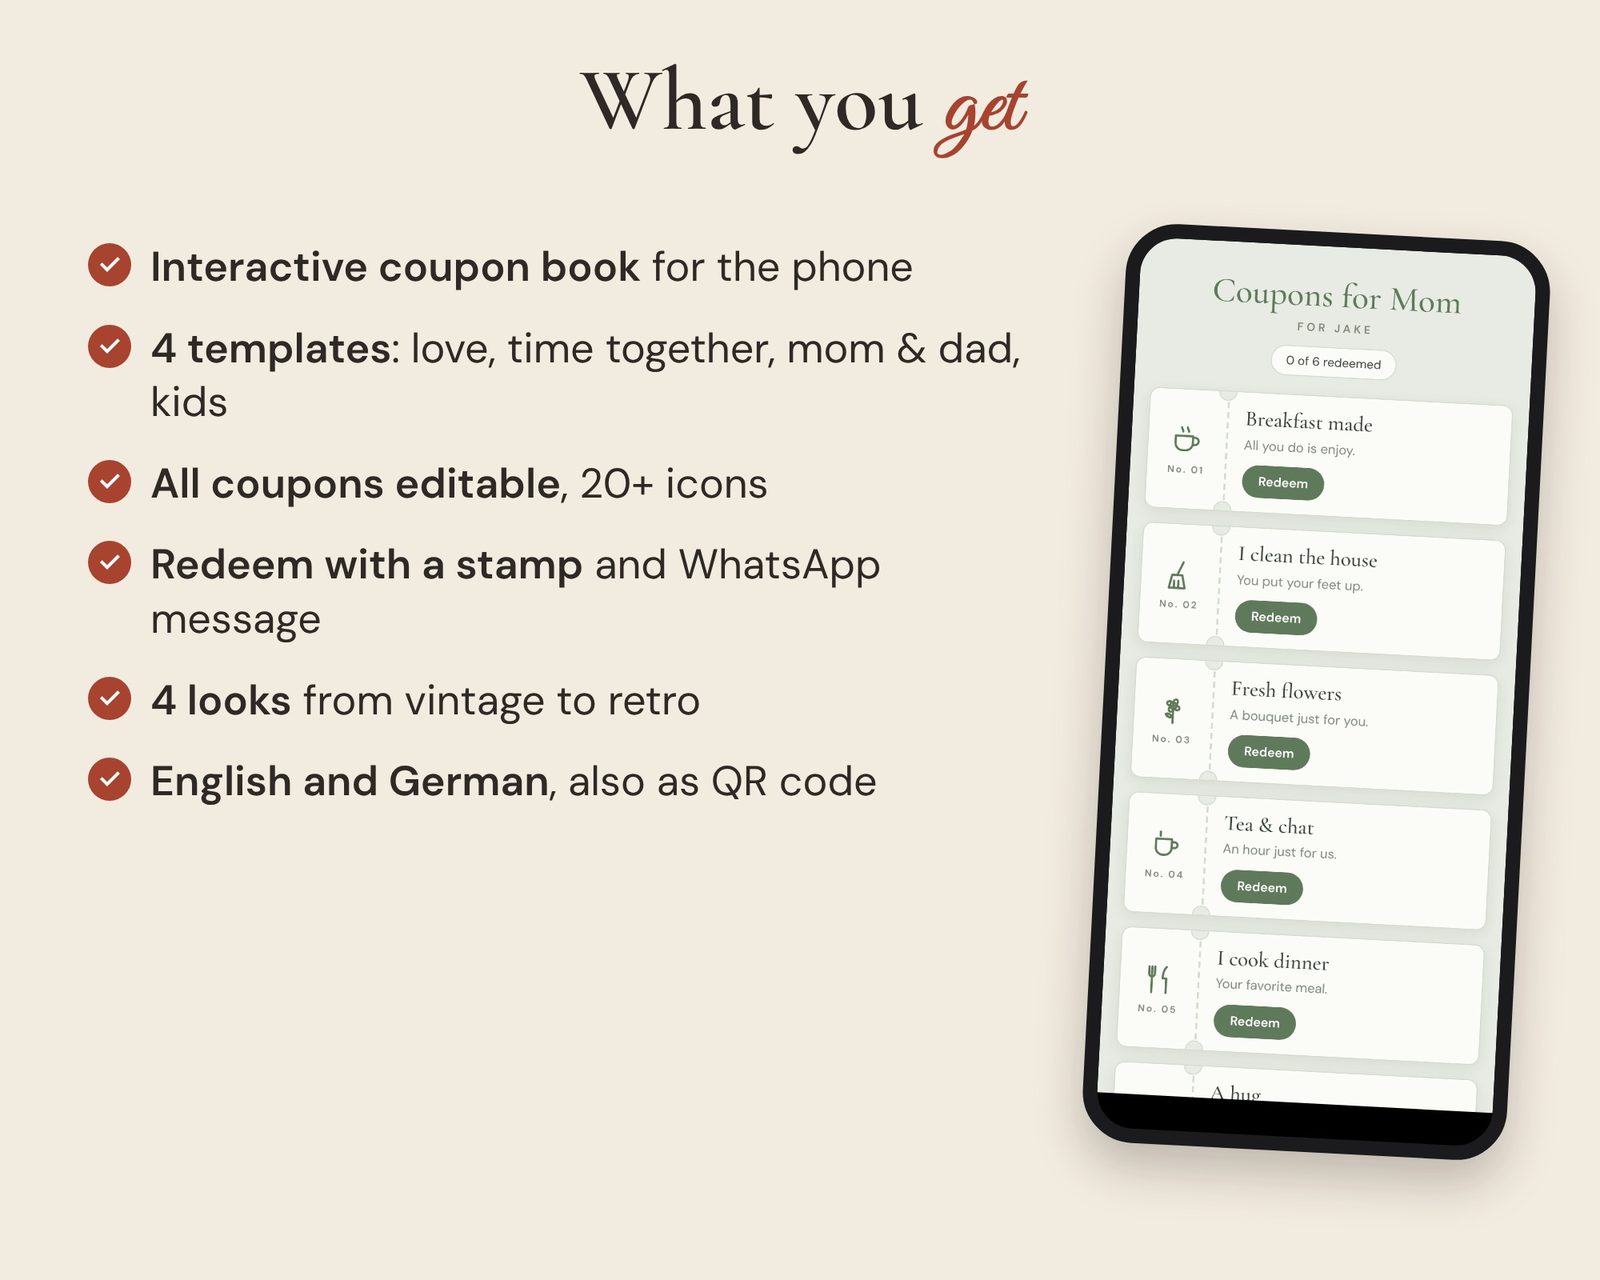 What you get
Interactive coupon book for the phone
4 templates: love, time together, mom & dad,
kids
All coupons editable, 20+ icons
Redeem with a stamp and WhatsApp
message
4 looks from vintage to retro
English and German, also as QR code
Coupons for Mom
FOR JAKE
0 of 6 redeemed
Breakfast made
All you do is enjoy.
No. 01
Redeem
I clean the house
You put your feet up.
No. 02
Redeem
Fresh flowers
A bouquet just for you.
No. 03
Redeem
Tea & chat
An hour just for us.
No. 04
Redeem
I cook dinner
Your favorite meal.
No. 05
Redeem
A hug